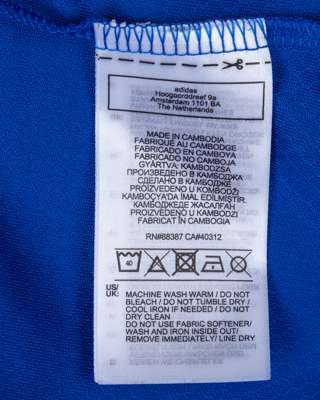 adidas
Hoogoorddreef 9a
Amsterdam 1101 BA
The Netherlands
MADE IN CAMBODIA
FABRIQUÉ AU CAMBODGE
FABRICADO EN CAMBOYA
FABRICADO NO CAMBOJA
GYÁRTVA: KAMBODZSA
ПРОИЗВЕДЕНО В КАМБОДЖА
СДЕЛАНО В КАМБОДЖЕ
PROIZVEDENO U KOMBODŽI
KAMBOÇYA'DA İMAL EDİLMİŞTİR.
КАМБОДЖЕДЕ ЖАСАЛҒАН
PROIZVEDENO U KAMBODŽI
FABRICAT ÎN CAMBOGIA
RN#88387 CA#40312
40
US/
UK: MACHINE WASH WARM / DO NOT
BLEACH / DO NOT TUMBLE DRY /
COOL IRON IF NEEDED / DO NOT
DRY CLEAN
DO NOT USE FABRIC SOFTENER/
WASH AND IRON INSIDE OUT/
REMOVE IMMEDIATELY/ LINE DRY